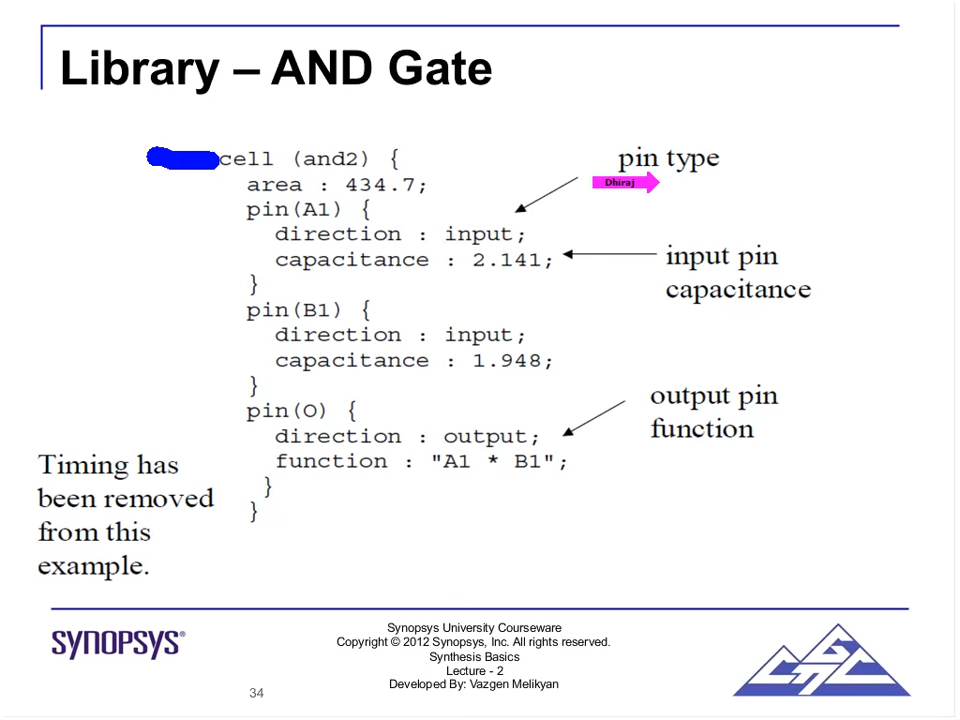 Library – AND Gate
cell (and2) {
area : 434.7;
pin(A1) {
direction : input;
capacitance : 2.141;
}
pin(B1) {
direction : input;
capacitance : 1.948;
}
pin(O) {
direction : output;
function : "A1 * B1";
}
}
pin type
Dhiraj
input pin
capacitance
output pin
function
Timing has
been removed
from this
example.
SYNOPSYS®
Synopsys University Courseware
Copyright © 2012 Synopsys, Inc. All rights reserved.
Synthesis Basics
Lecture - 2
Developed By: Vazgen Melikyan
34